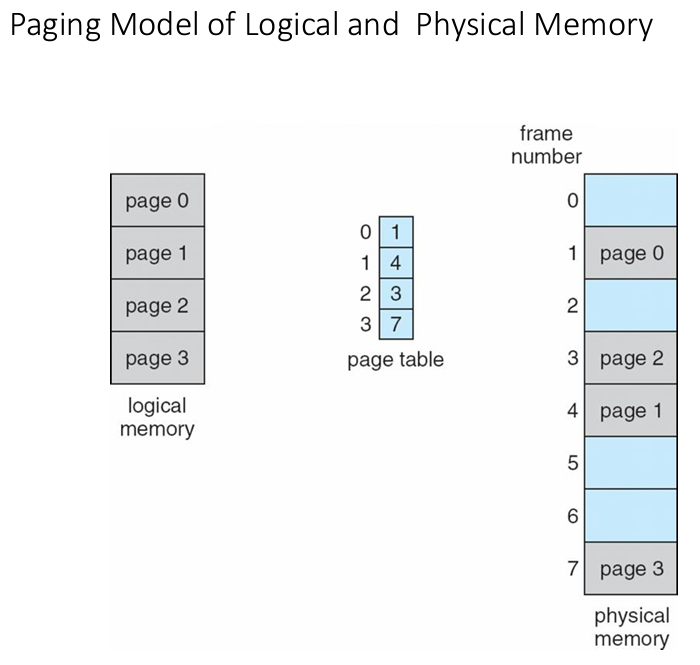 Paging Model of Logical and Physical Memory
page 0
page 1
page 2
page 3
logical
memory
0 1
1 4
2 3
3 7
page table
frame
number
0
1 page 0
2
3 page 2
4 page 1
5
6
7 page 3
physical
memory